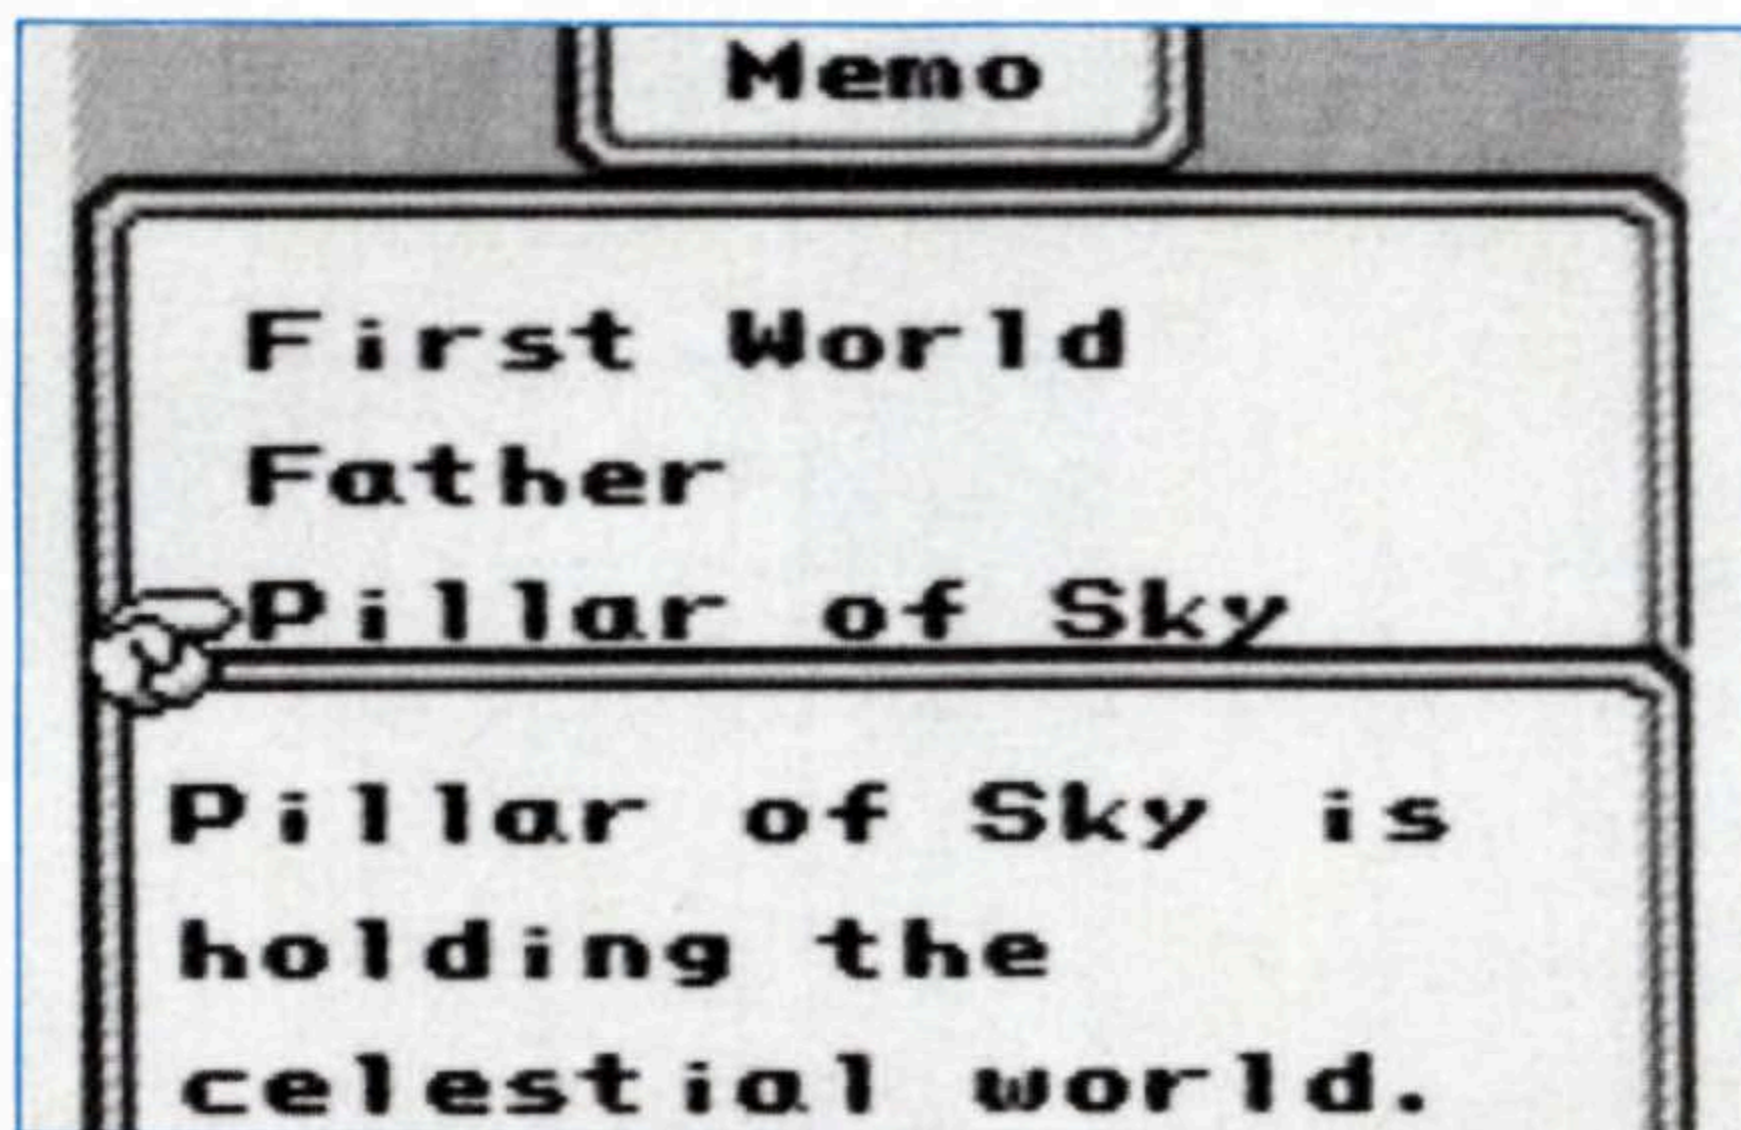 Memo
First World
Father
Pillar of Sky
Pillar of Sky is
holding the
celestial world.